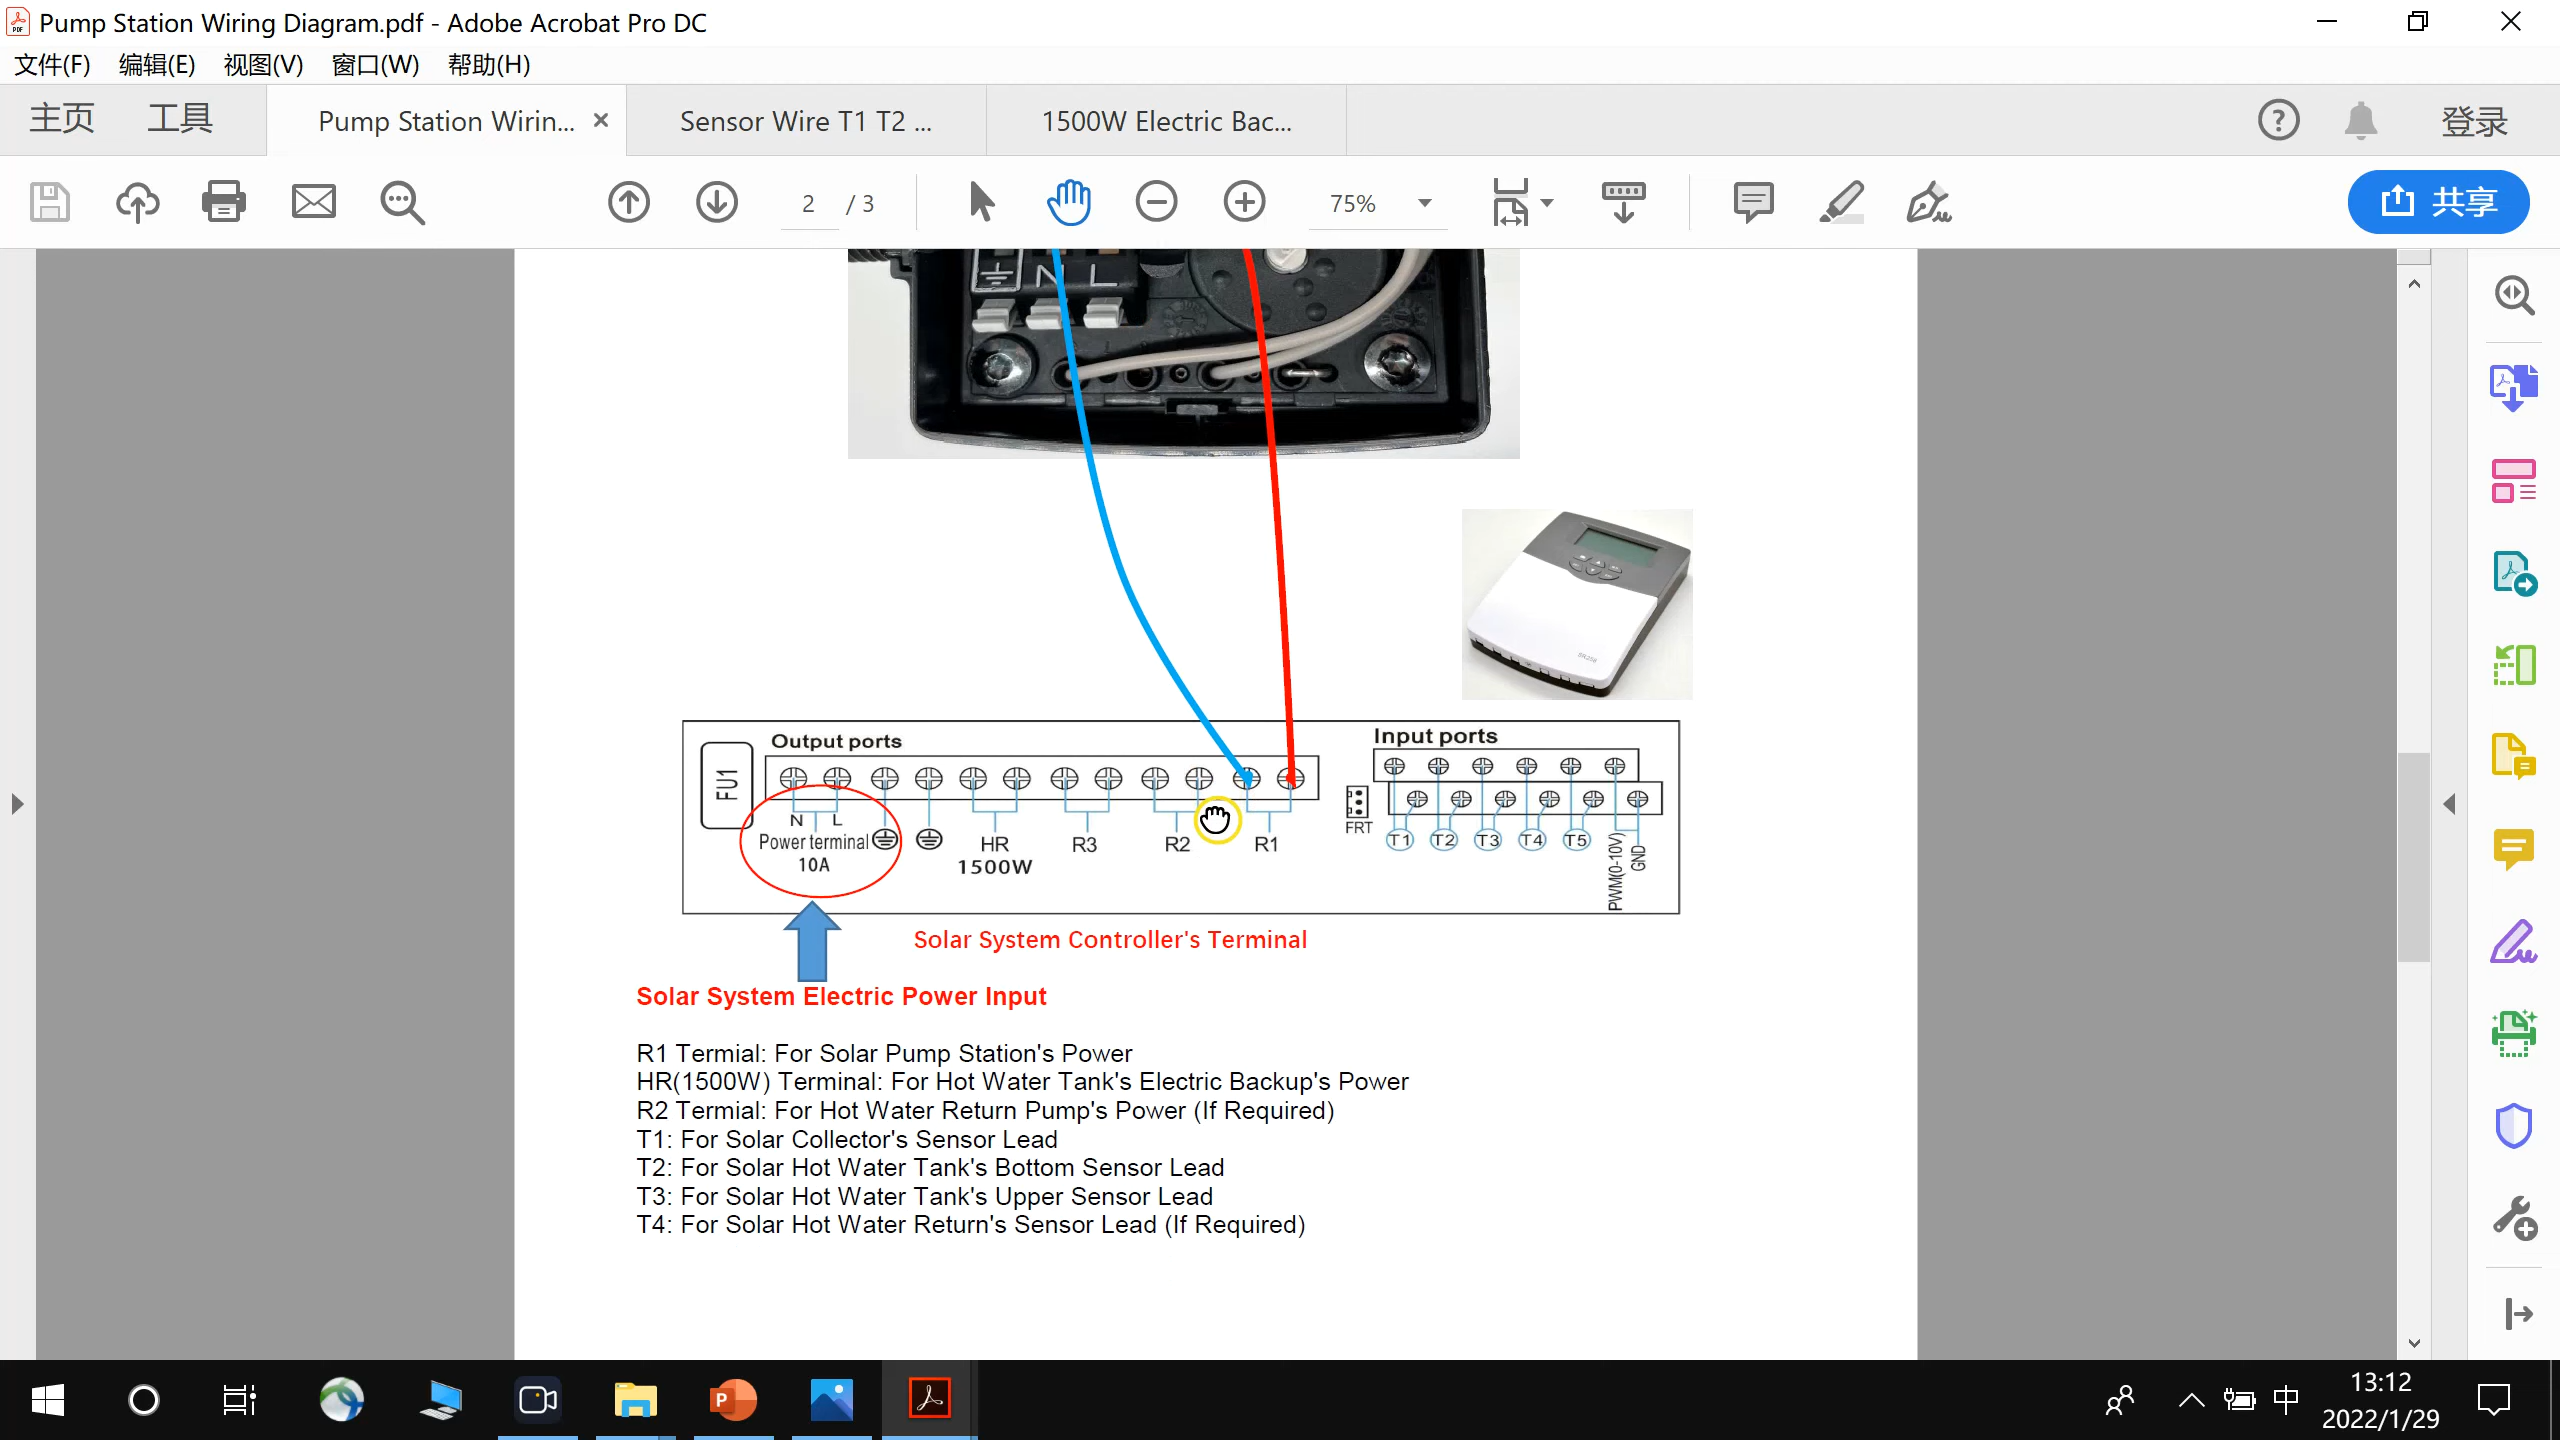 Pump Station Wiring Diagram.pdf - Adobe Acrobat Pro DC
文件(F) 编辑(E) 视图(V) 窗口(W) 帮助(H)
主页 工具 Pump Station Wirin... × Sensor Wire T1 T2 ... 1500W Electric Bac... 登录
2 / 3 75% 共享
N L
Output ports
Input ports
FU1
FRT
N L
Power terminal
10A
HR
1500W
R3
R2
R1
T1 T2 T3 T4 T5
PWM(0-10V)
GND
Solar System Controller's Terminal
Solar System Electric Power Input
R1 Termial: For Solar Pump Station's Power
HR(1500W) Terminal: For Hot Water Tank's Electric Backup's Power
R2 Termial: For Hot Water Return Pump's Power (If Required)
T1: For Solar Collector's Sensor Lead
T2: For Solar Hot Water Tank's Bottom Sensor Lead
T3: For Solar Hot Water Tank's Upper Sensor Lead
T4: For Solar Hot Water Return's Sensor Lead (If Required)
中
13:12
2022/1/29